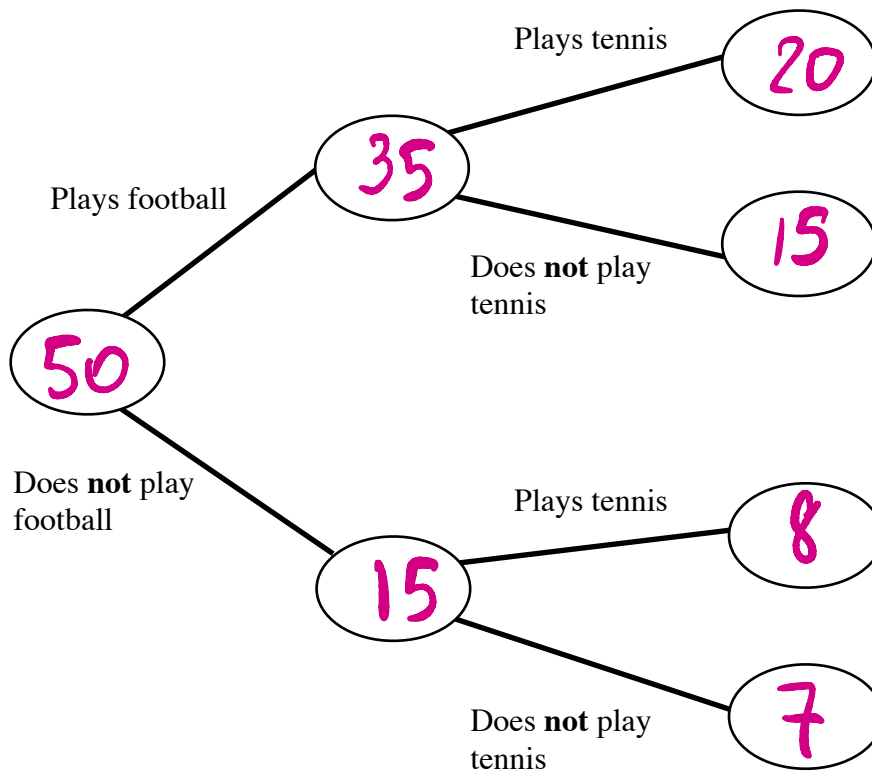 Plays tennis
20
35
Plays football
15
Does not play
tennis
50
Does not play
football
Plays tennis
8
15
7
Does not play
tennis